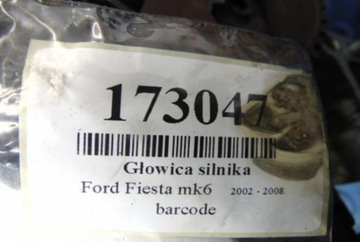 173047
Głowica silnika
Ford Fiesta mk6 2002 - 2008
barcode